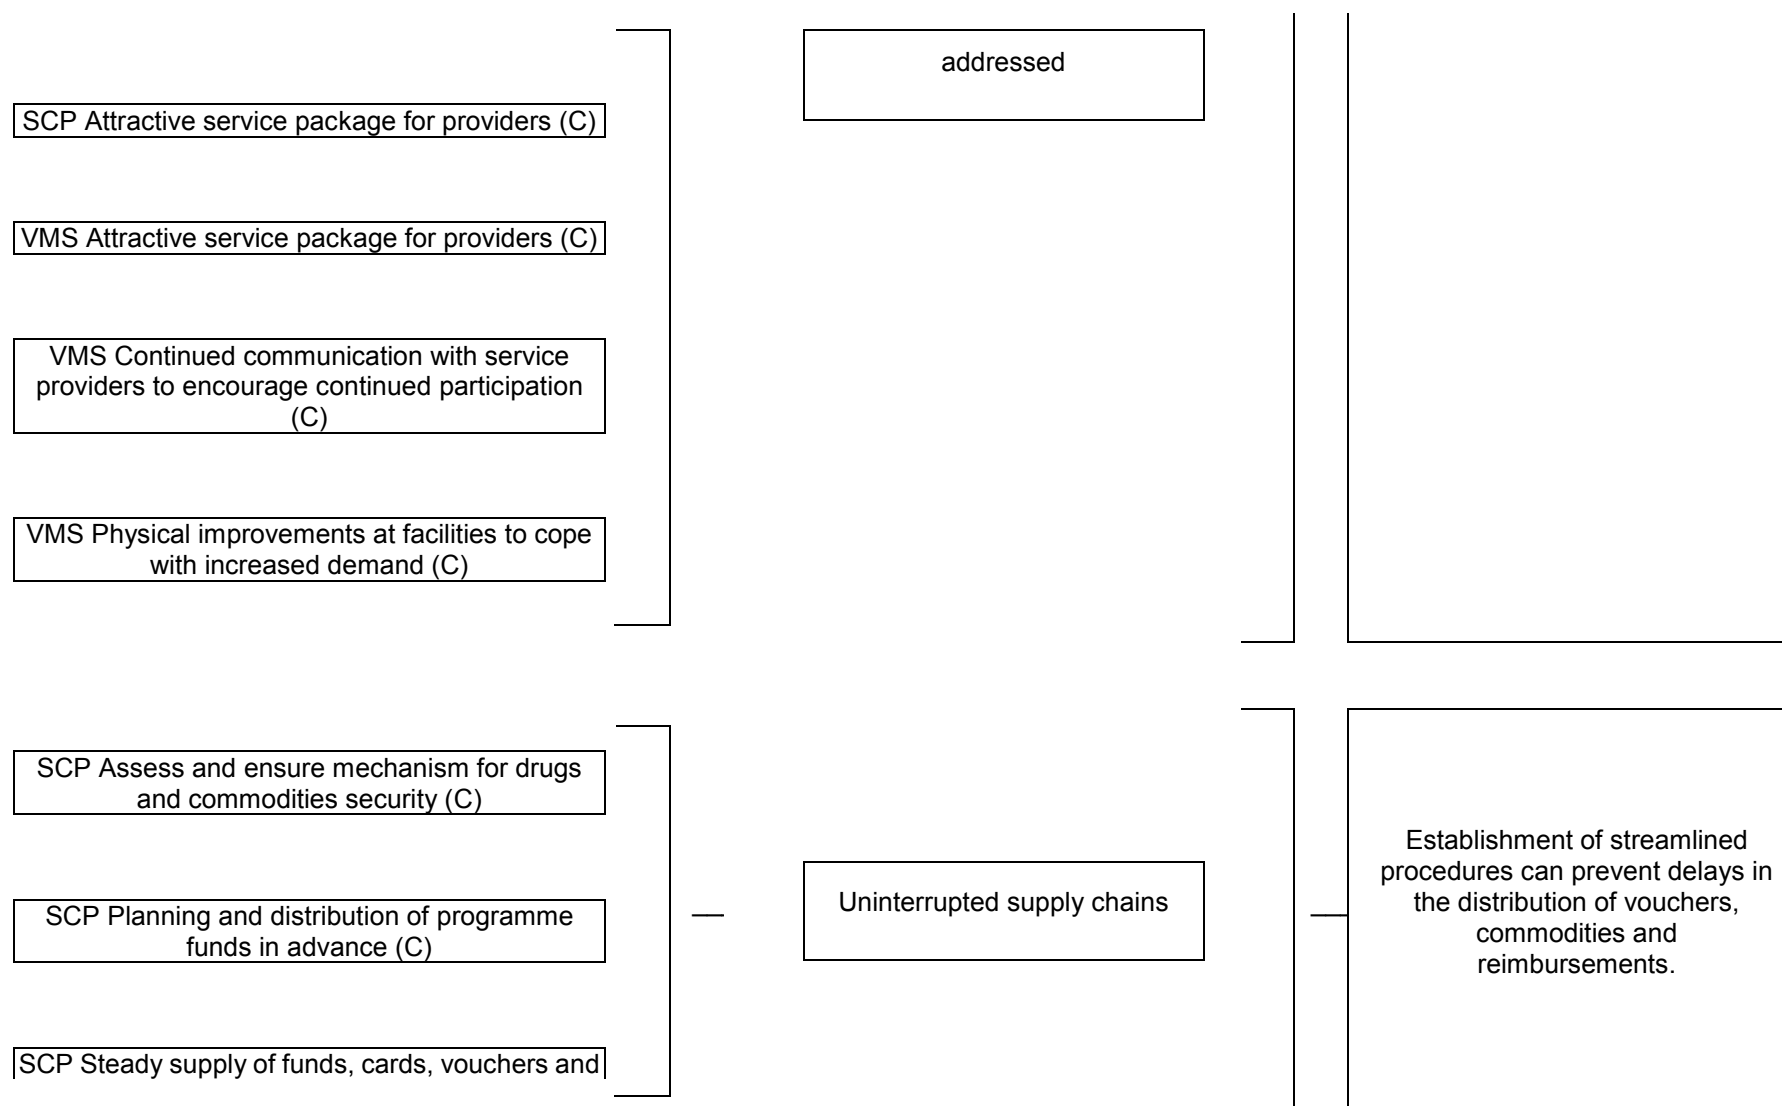 addressed
SCP Attractive service package for providers (C)
VMS Attractive service package for providers (C)
VMS Continued communication with service
providers to encourage continued participation
(C)
VMS Physical improvements at facilities to cope
with increased demand (C)
SCP Assess and ensure mechanism for drugs
and commodities security (C)
SCP Planning and distribution of programme
funds in advance (C)
SCP Steady supply of funds, cards, vouchers and
Uninterrupted supply chains
Establishment of streamlined
procedures can prevent delays in
the distribution of vouchers,
commodities and
reimbursements.